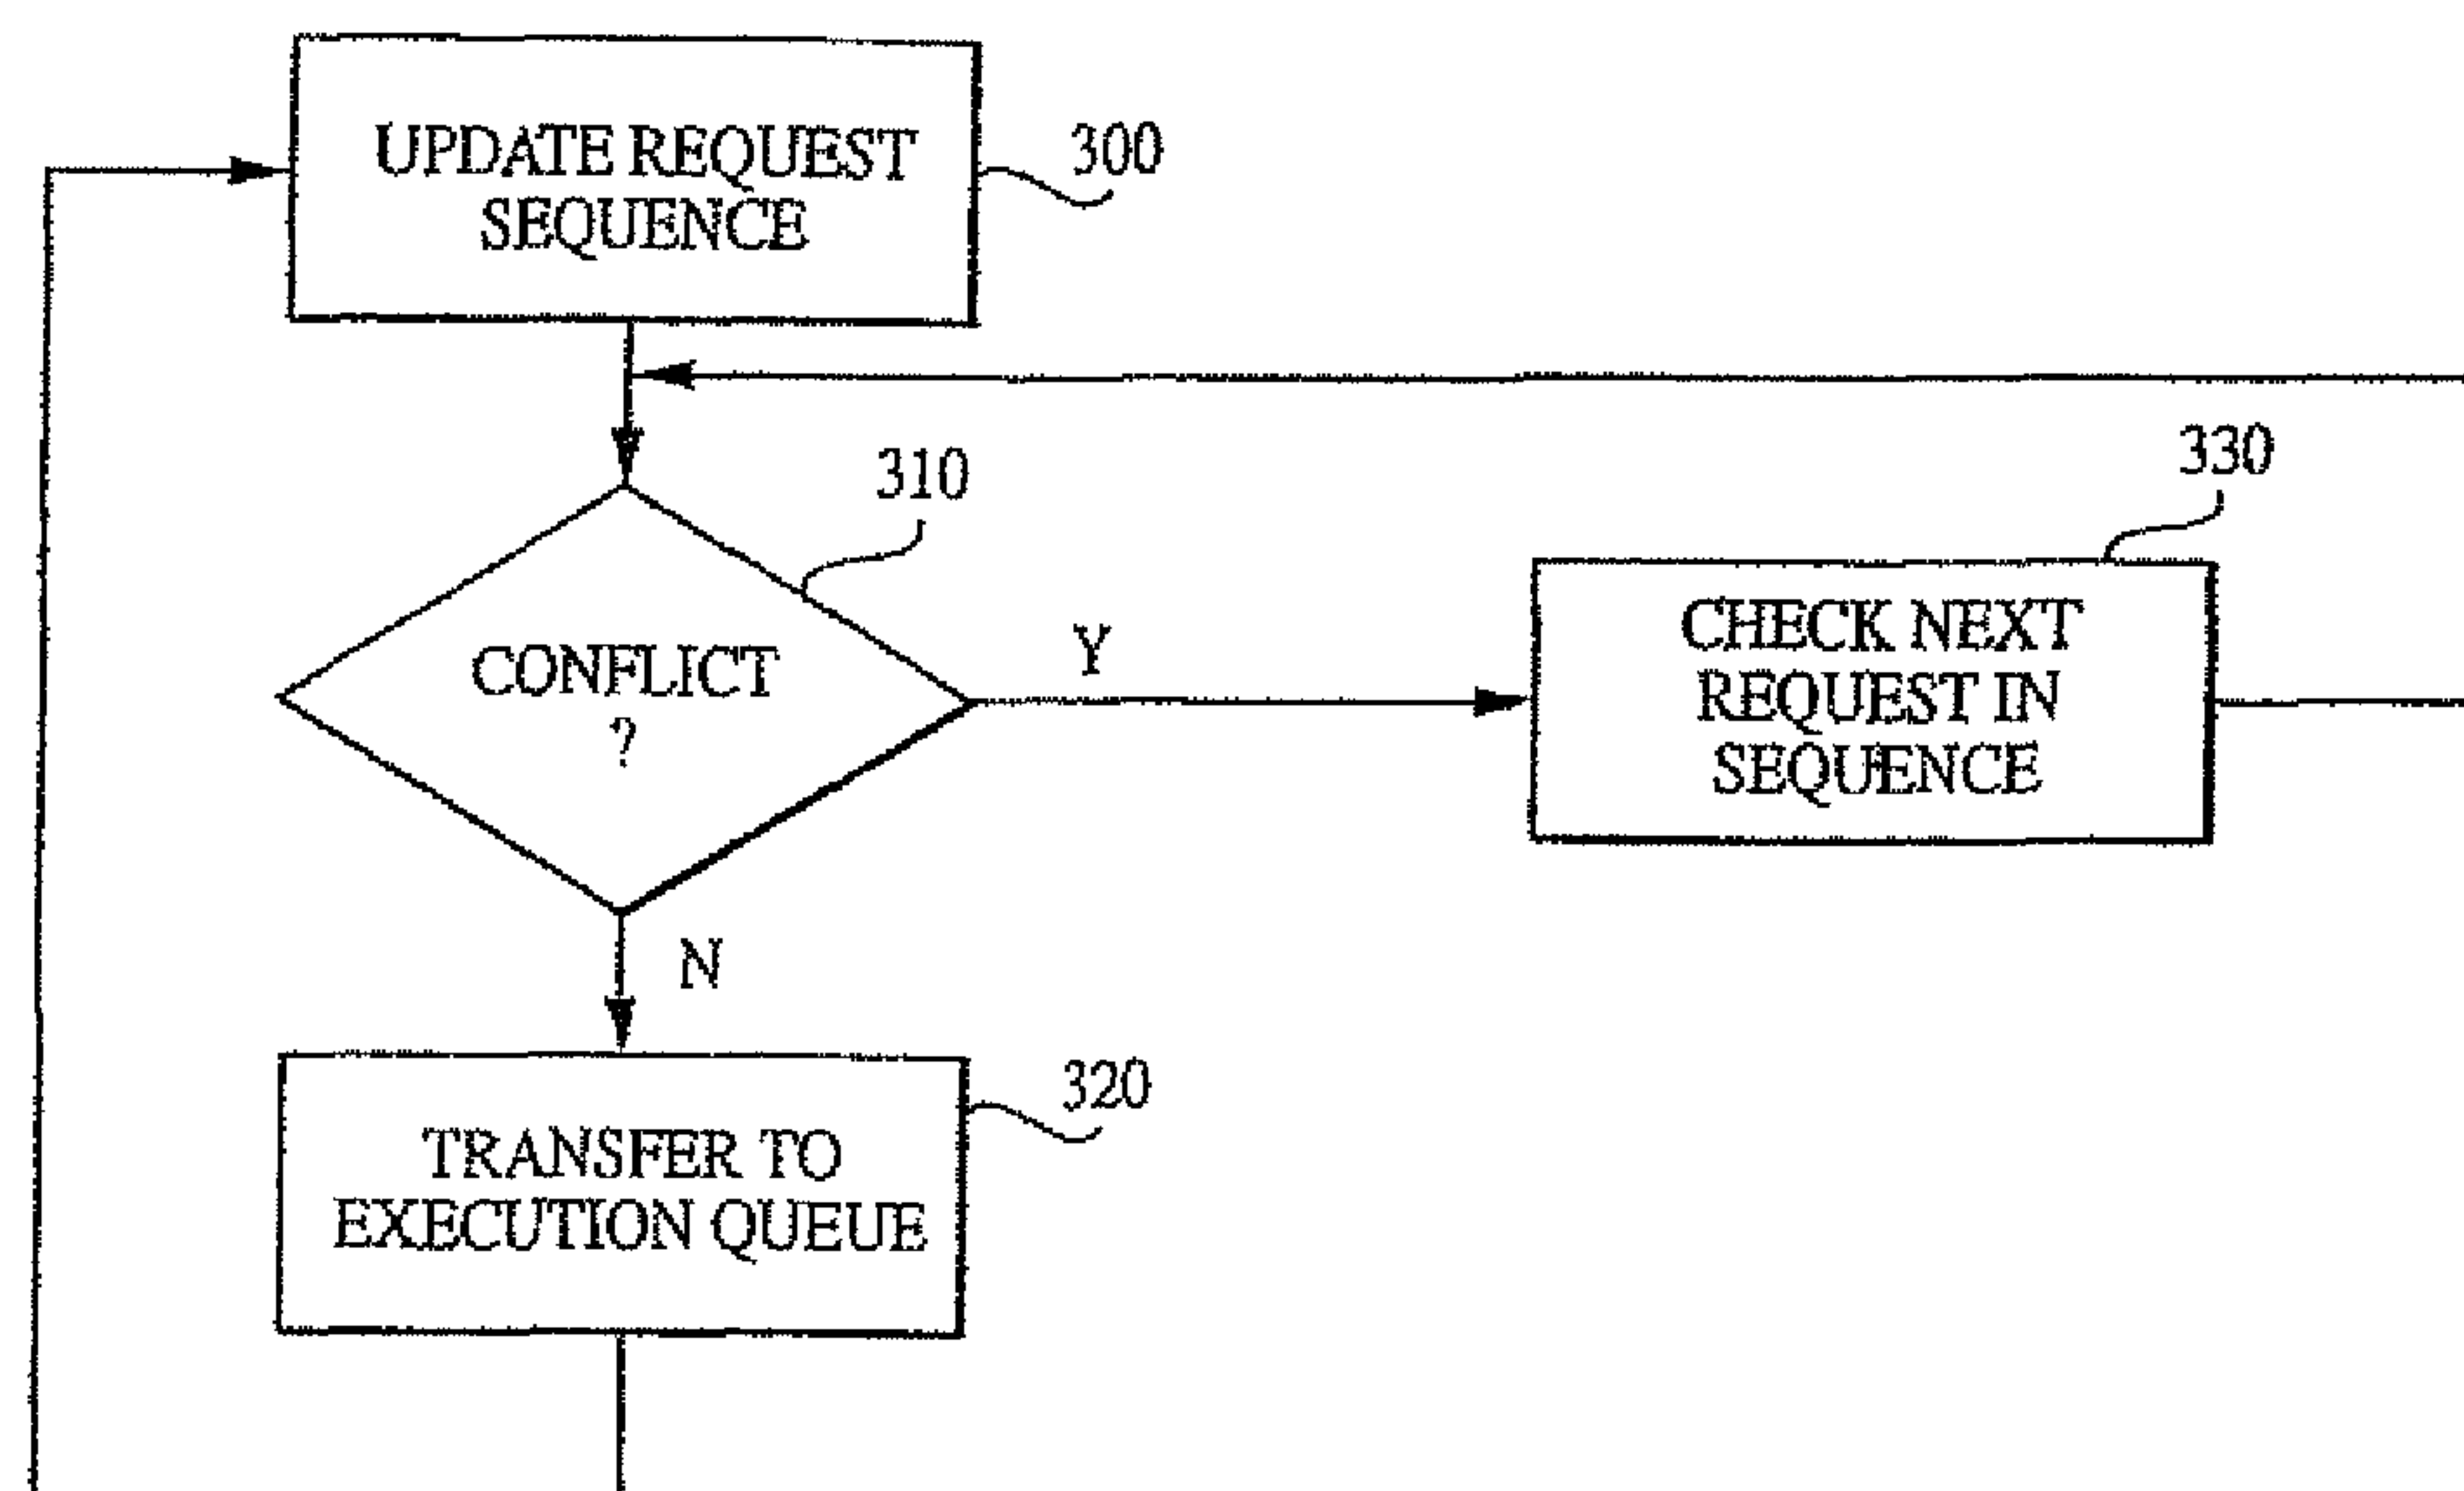 UPDATE REQUEST
SEQUENCE
300
310
330
CONFLICT
?
Y
CHECK NEXT
REQUEST IN
SEQUENCE
N
320
TRANSFER TO
EXECUTION QUEUE